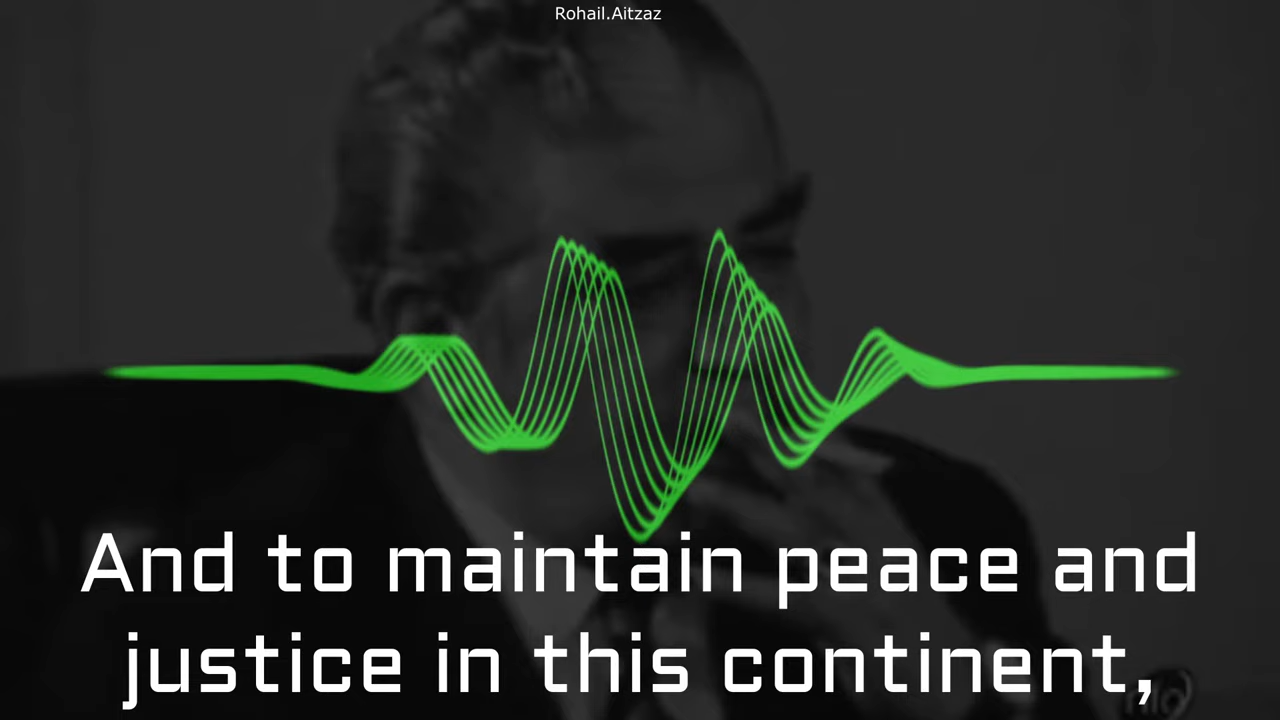 Rohail.Aitzaz
And to maintain peace and
justice in this continent,